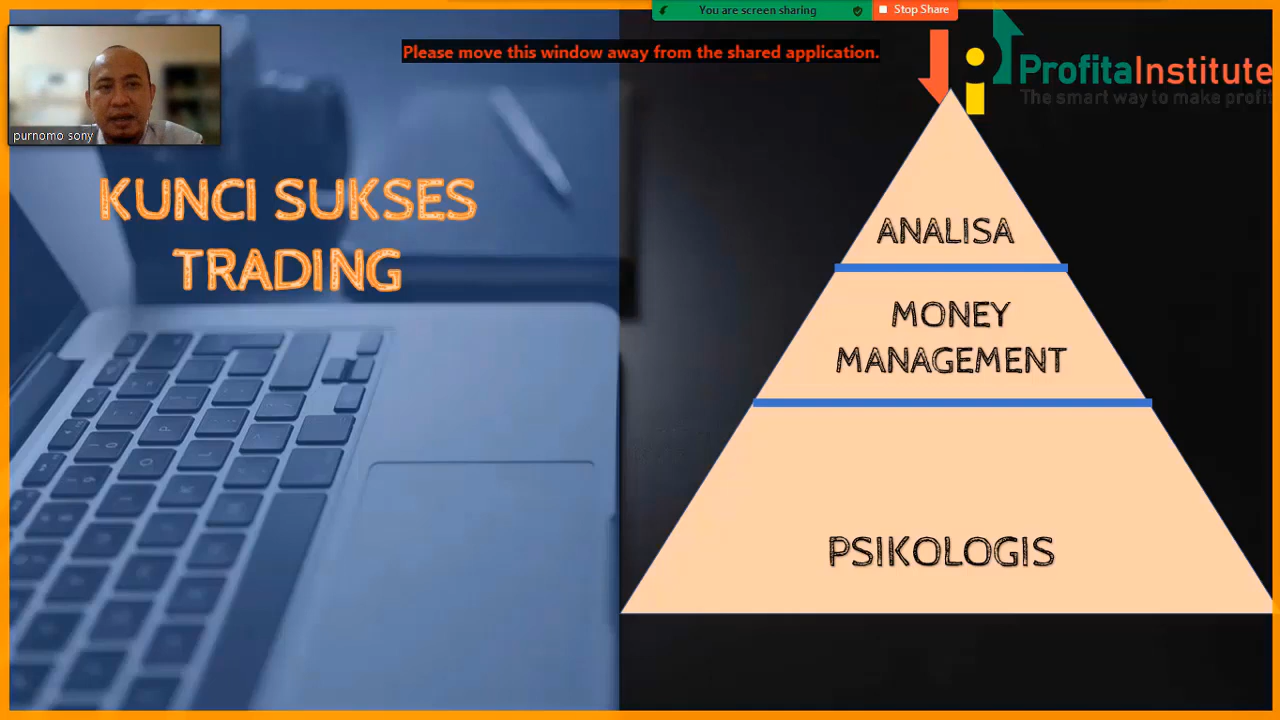 You are screen sharing
Stop Share
Please move this window away from the shared application.
ProfitaInstitute
The smart way to make profit
purnomo sony
KUNCI SUKSES
TRADING
ANALISA
MONEY
MANAGEMENT
PSIKOLOGIS